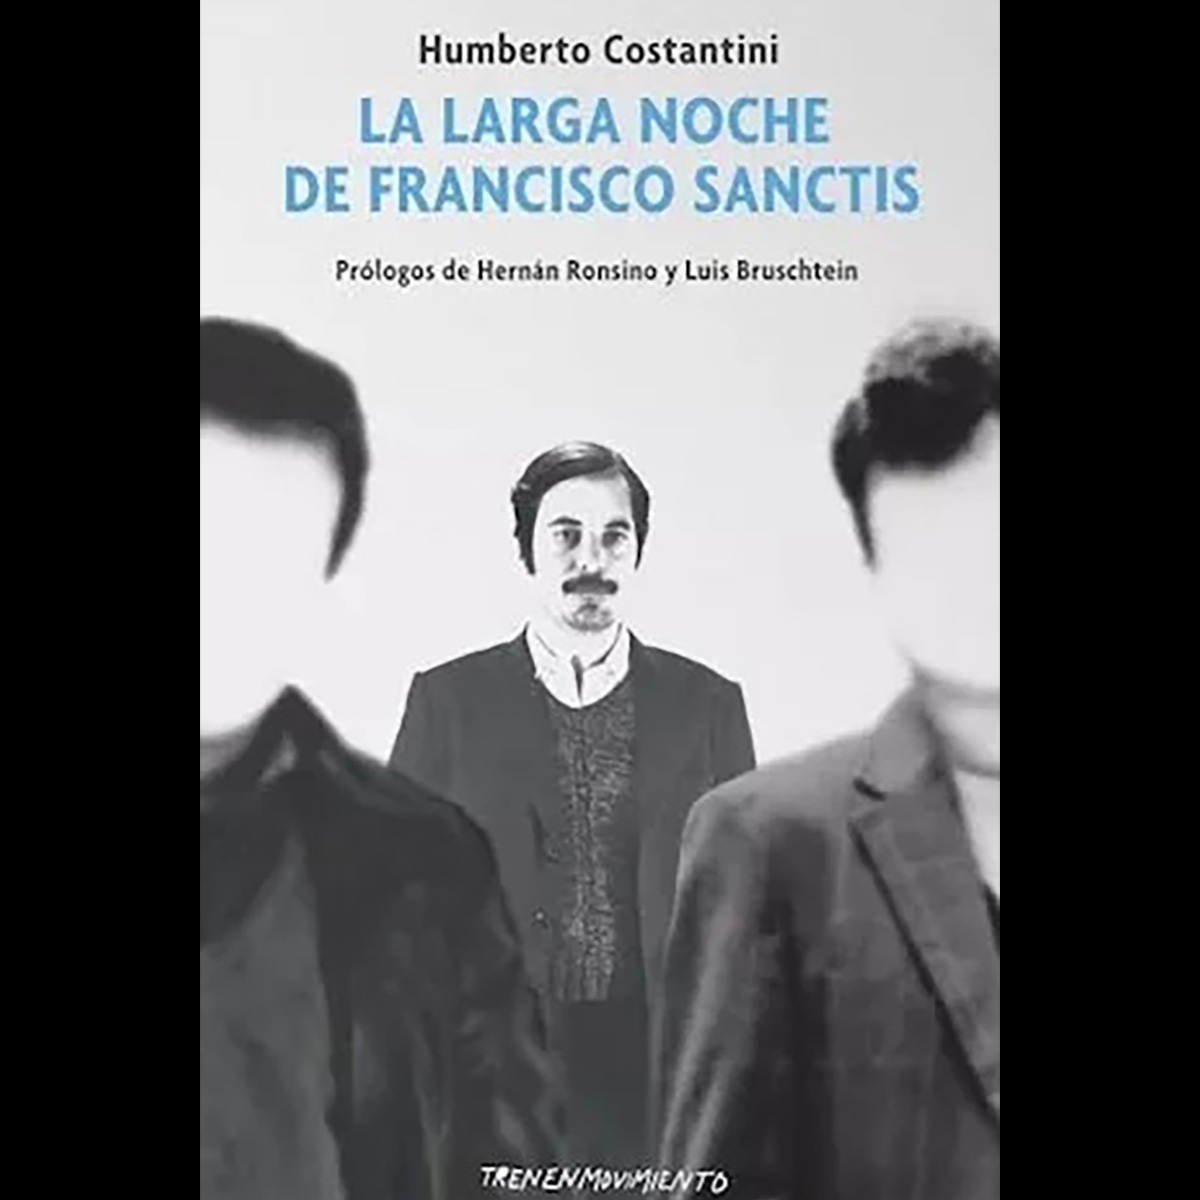 Humberto Costantini
LA LARGA NOCHE
DE FRANCISCO SANCTIS
Prólogos de Hernán Ronsino y Luis Bruschtein
TRENENMOVIMIENTO